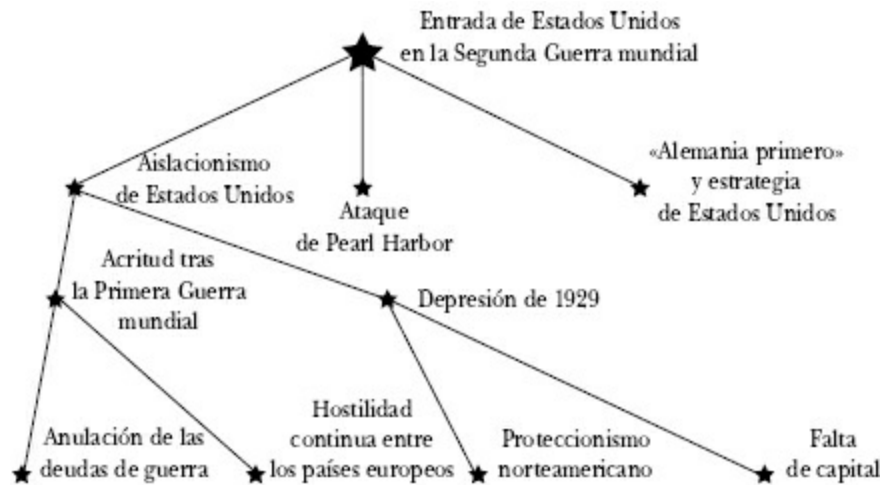 Entrada de Estados Unidos
en la Segunda Guerra mundial
Aislacionismo
de Estados Unidos
Ataque
de Pearl Harbor
«Alemania primero»
y estrategia
de Estados Unidos
Acritud tras
la Primera Guerra
mundial
Depresión de 1929
Anulación de las
deudas de guerra
Hostilidad
continua entre
los países europeos
Proteccionismo
norteamericano
Falta
de capital